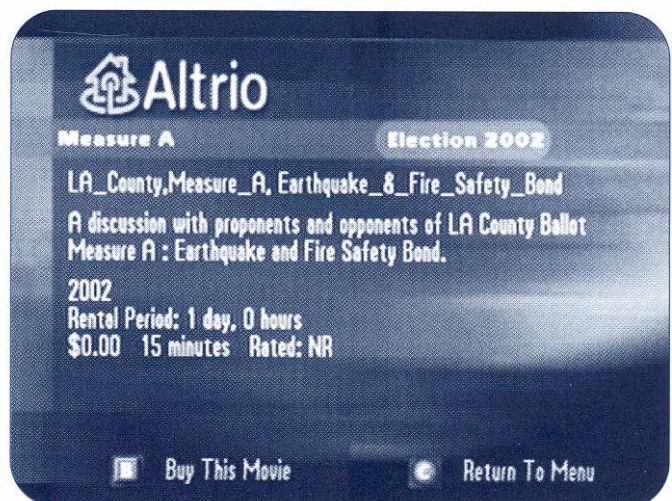 Altrio
Measure A Election 2002
LA_County,Measure_A, Earthquake_&_Fire_Safety_Bond
A discussion with proponents and opponents of LA County Ballot
Measure A : Earthquake and Fire Safety Bond.
2002
Rental Period: 1 day, 0 hours
$0.00 15 minutes Rated: NR
Buy This Movie Return To Menu